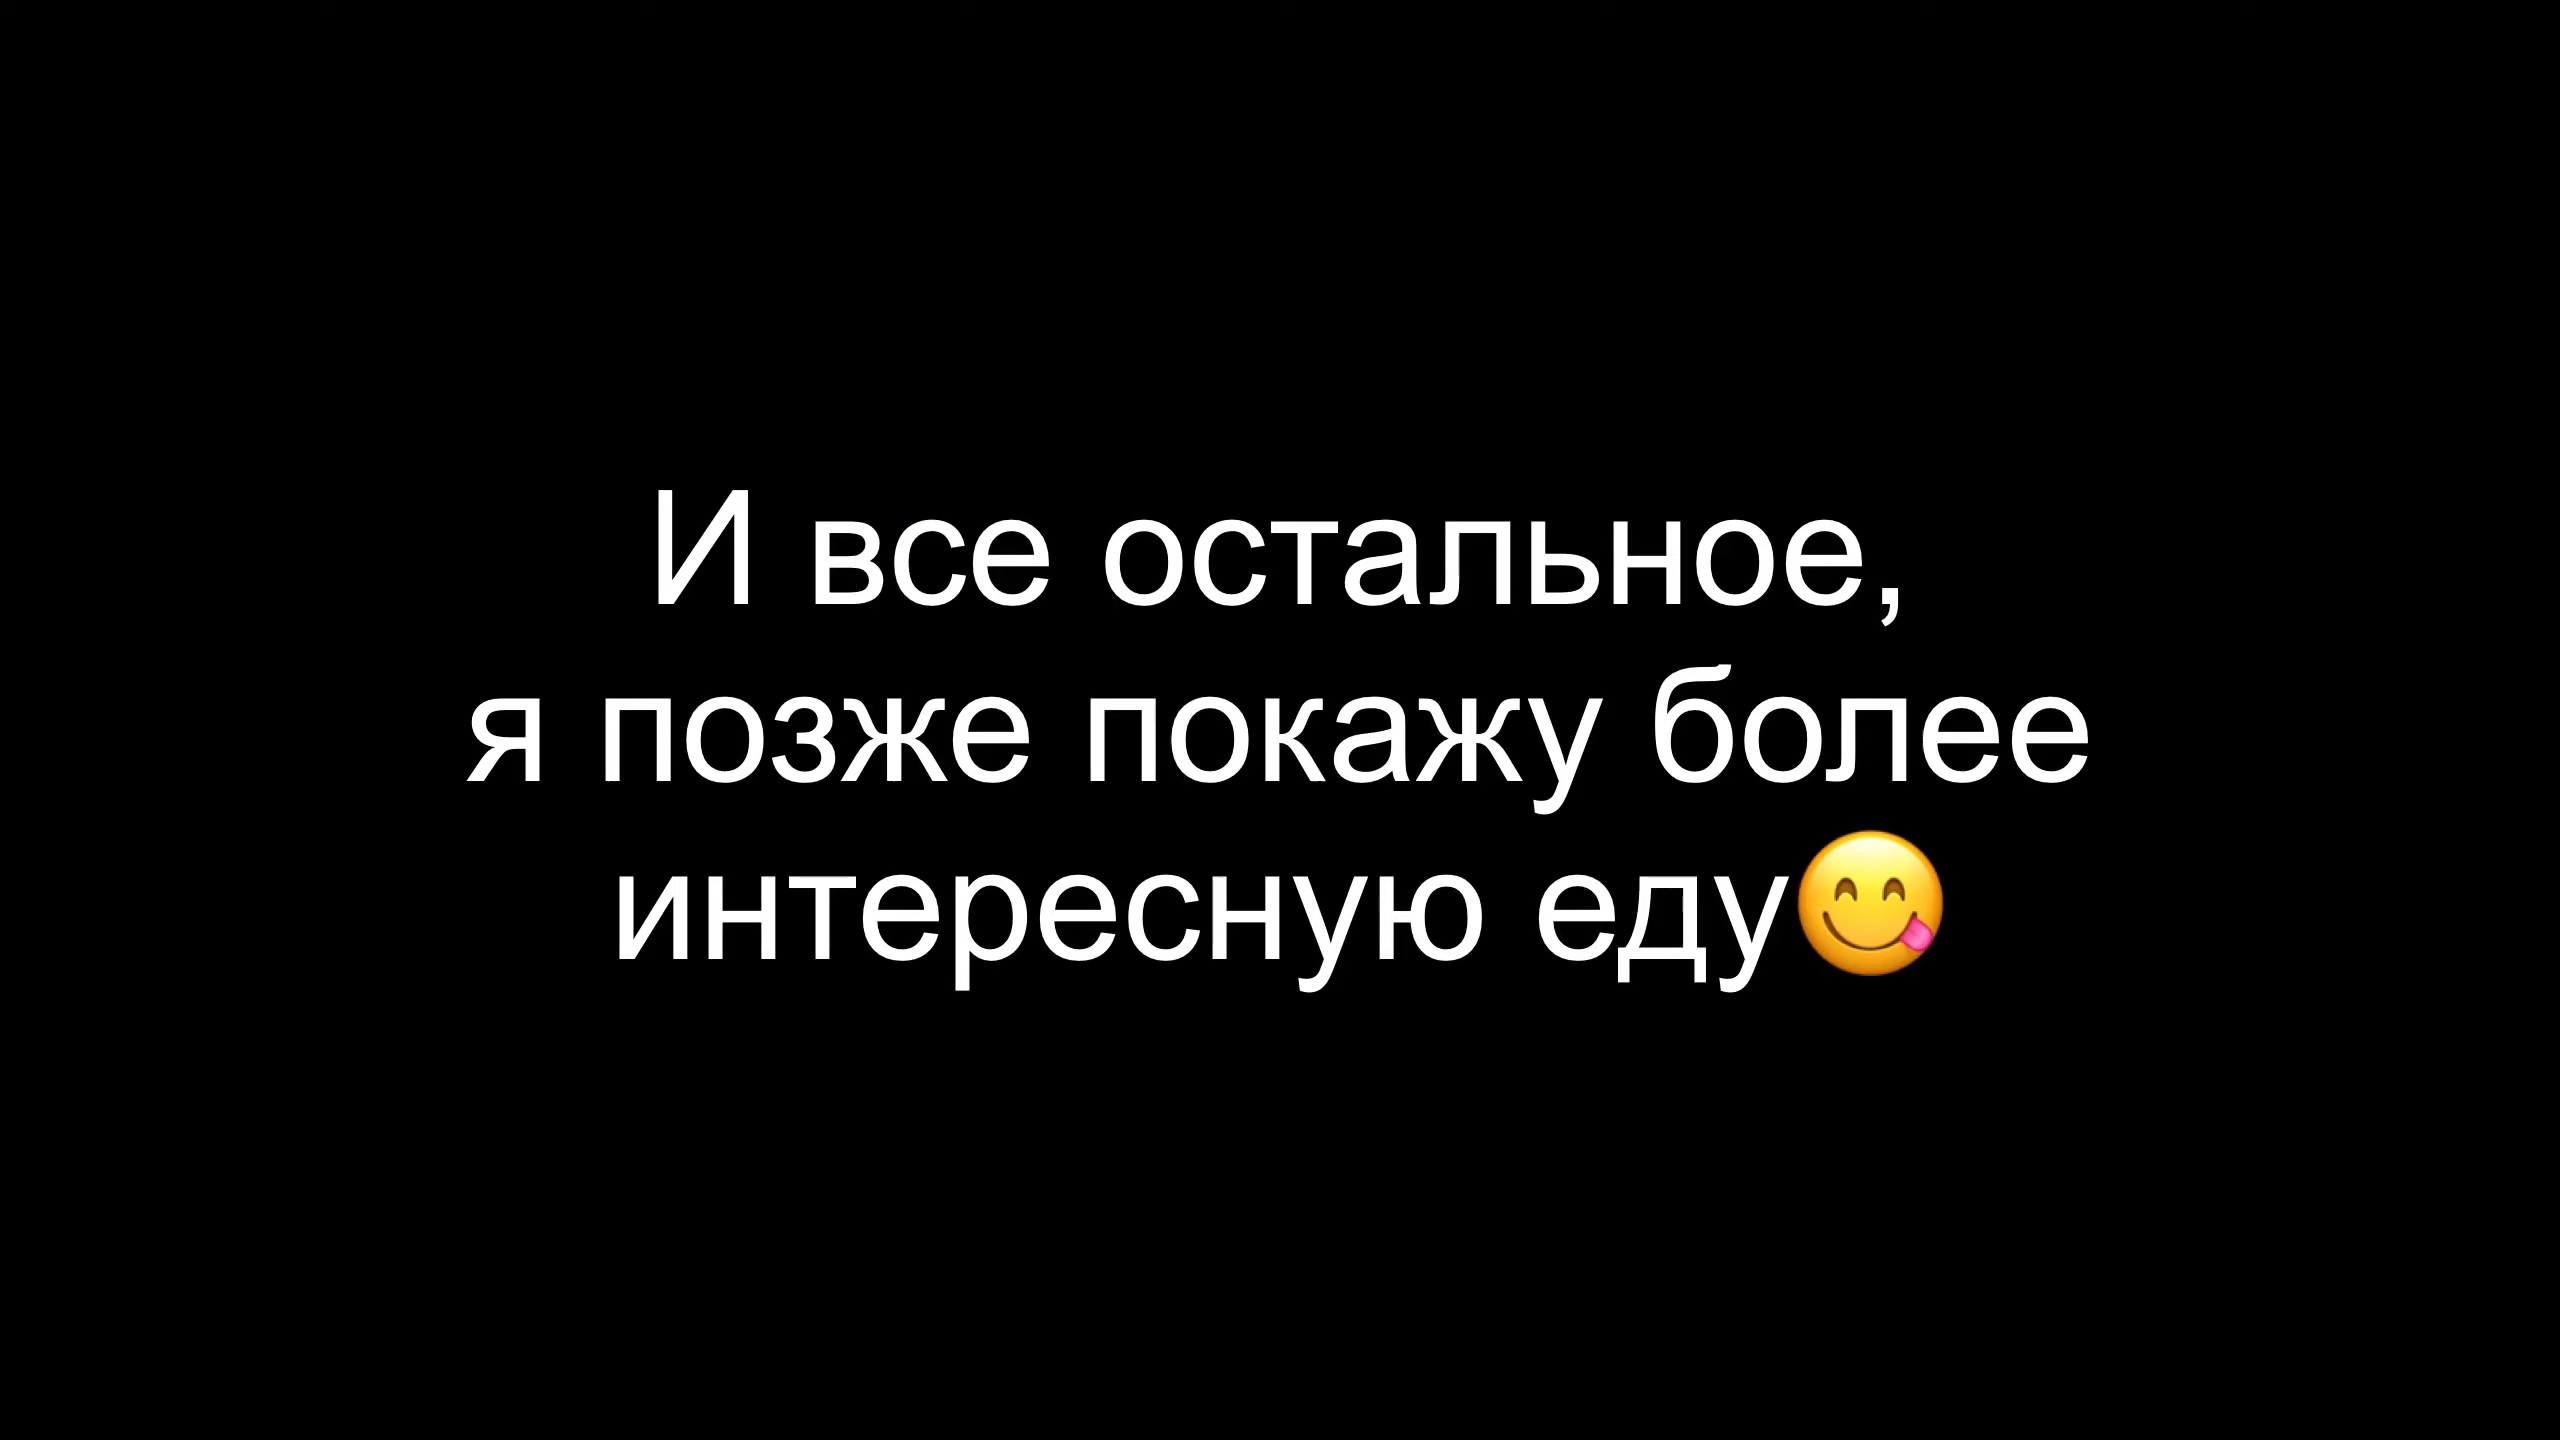 И все остальное,
я позже покажу более
интересную еду😋